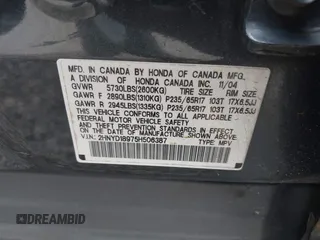 MFD. IN CANADA BY HONDA OF CANADA MFG.
A DIVISION OF HONDA CANADA INC. 11/04
GVWR 5730LBS(2600KG) TIRE SIZE RIM SIZE
GAWR F 2890LBS(1310KG) P235/65R17 103T 17X6.5JJ
GAWR R 2945LBS(1335KG) P235/65R17 103T 17X6.5JJ
THIS VEHICLE CONFORMS TO ALL APPLICABLE
FEDERAL MOTOR VEHICLE SAFETY STANDARDS
IN EFFECT ON THE DATE OF MANUFACTURE SHOWN ABOVE.
VIN: 2HNYD18975H506387 TYPE: MPV
DREAMBID